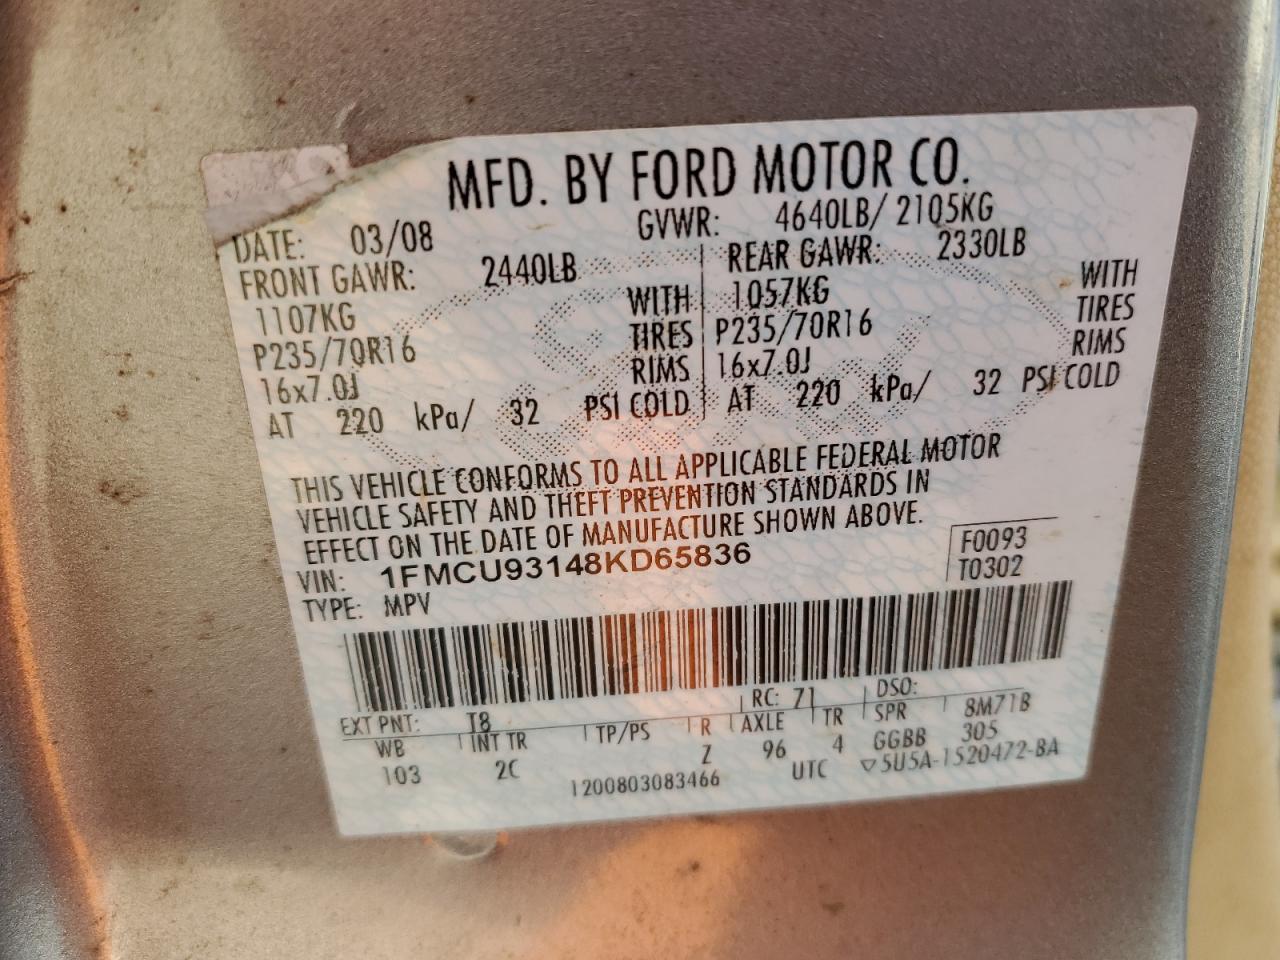 MFD. BY FORD MOTOR CO.
DATE: 03/08 GVWR: 4640LB/ 2105KG
FRONT GAWR: 2440LB REAR GAWR: 2330LB
1107KG WITH 1057KG WITH
P235/70R16 TIRES P235/70R16 TIRES
16x7.0J RIMS 16x7.0J RIMS
AT 220 kPa/ 32 PSI COLD AT 220 kPa/ 32 PSI COLD
THIS VEHICLE CONFORMS TO ALL APPLICABLE FEDERAL MOTOR
VEHICLE SAFETY AND THEFT PREVENTION STANDARDS IN
EFFECT ON THE DATE OF MANUFACTURE SHOWN ABOVE.
VIN: 1FMCU93148KD65836 F0093
TYPE: MPV T0302
EXT PNT: T8 RC: 71 DSO:
WB INT TR TP/PS R AXLE TR SPR 8M71B
103 2C Z 96 4 GGBB 305
1200803083466 UTC ▽5U5A-1520472-BA